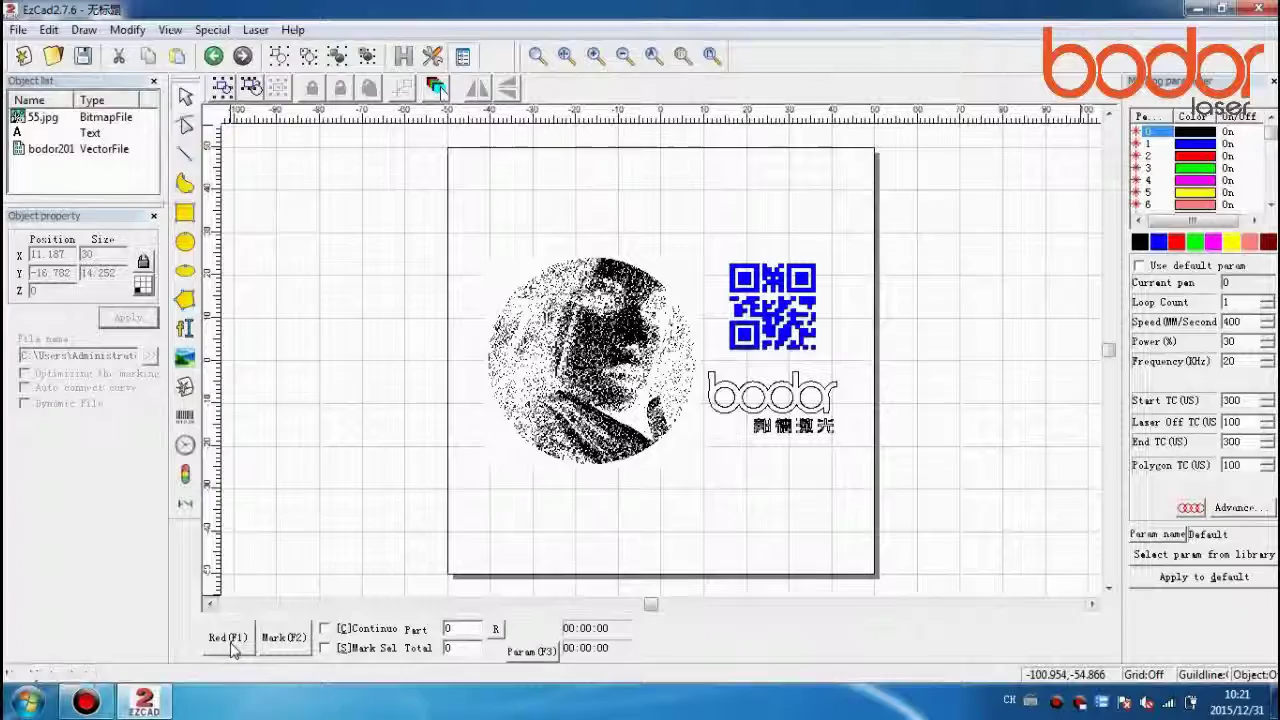 EzCad2.7.6 - 无标题
File Edit Draw Modify View Special Laser Help
bodor
laser
Object list
Name Type
55.jpg BitmapFile
Text
bodor201 VectorFile
Object property
Position Size
X 11.187 30
Y -16.782 14.252
Z 0
Apply
File name
C:\Users\Administrat
Optimizing the marking
Auto connect curve
Dynamic File
bodor
Pe... Color On/Off
0 On
1 On
2 On
3 On
4 On
5 On
6 On
Use default param
Current pen 0
Loop Count 1
Speed(MM/Second 400
Power(%) 30
Frequency(KHz) 20
Start TC(US) 300
Laser Off TC(US 100
End TC(US) 300
Polygon TC(US) 100
Advance...
Param name Default
Select param from library
Apply to default
Red(F1) Mark(F2) [C]Continuo Part 0 R 00:00:00
[S]Mark Sel Total 0 Param(F3) 00:00:00
-100.954,-54.866 Grid:Off Guildline:( Object:O
EZCAD
CH
10:21
2015/12/31